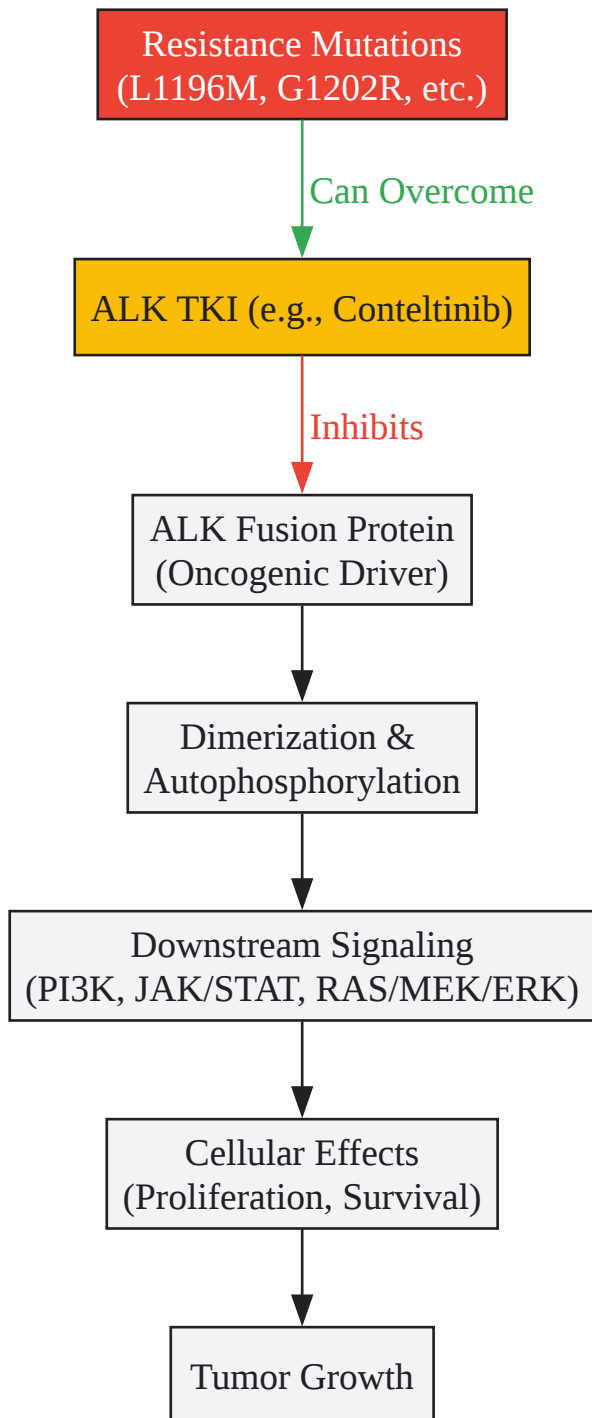 Resistance Mutations
(L1196M, G1202R, etc.)
Can Overcome
ALK TKI (e.g., Conteltinib)
Inhibits
ALK Fusion Protein
(Oncogenic Driver)
Dimerization &
Autophosphorylation
Downstream Signaling
(PI3K, JAK/STAT, RAS/MEK/ERK)
Cellular Effects
(Proliferation, Survival)
Tumor Growth